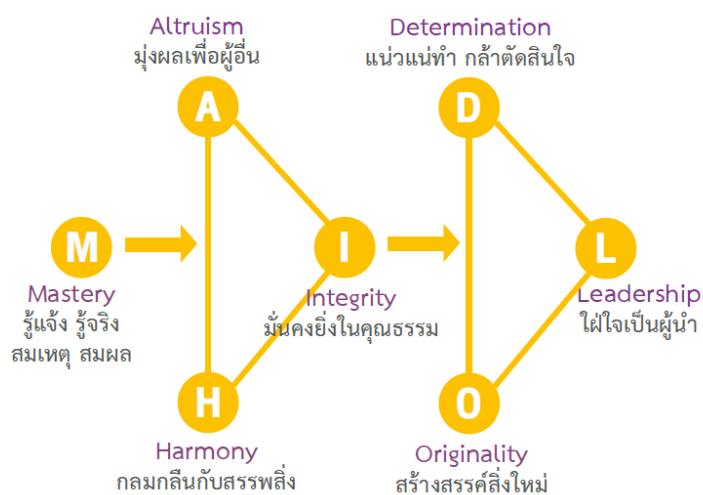 Altruism
มุ่งผลเพื่อผู้อื่น
A
Determination
แน่วแน่ทำ กล้าตัดสินใจ
D
M
Mastery
รู้แจ้ง รู้จริง
สมเหตุ สมผล
I
Integrity
มั่นคงยิ่งในคุณธรรม
L
Leadership
ใฝ่ใจเป็นผู้นำ
H
Harmony
กลมกลืนกับสรรพสิ่ง
O
Originality
สร้างสรรค์สิ่งใหม่